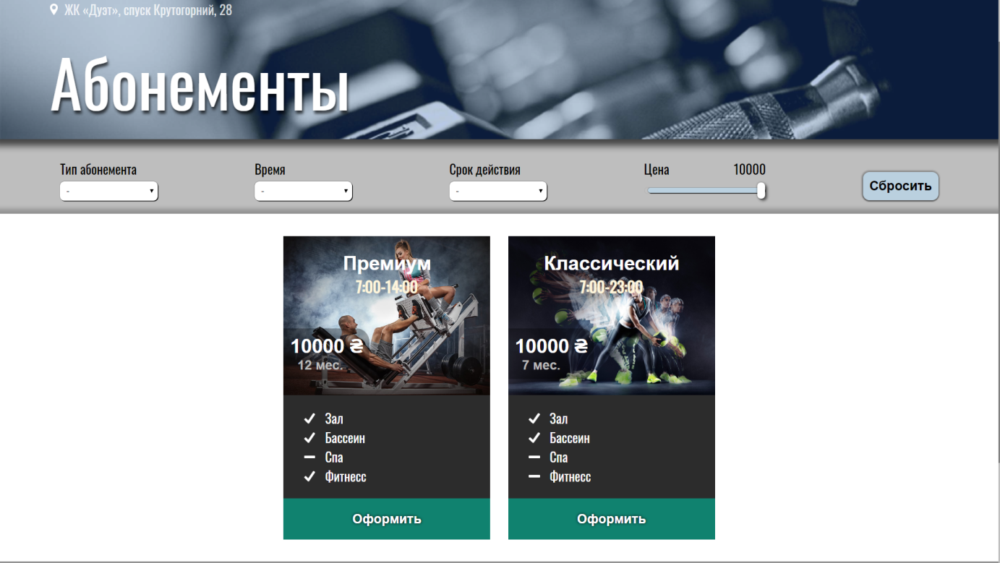 ЖК «Дуэт», спуск Крутогорний, 28
Абонементы
Тип абонемента
-
Время
-
Срок действия
-
Цена 10000
Сбросить
Премиум
7:00-14:00
10000 ₴
12 мес.
Зал
Бассеин
Спа
Фитнесс
Оформить
Классический
7:00-23:00
10000 ₴
7 мес.
Зал
Бассеин
Спа
Фитнесс
Оформить